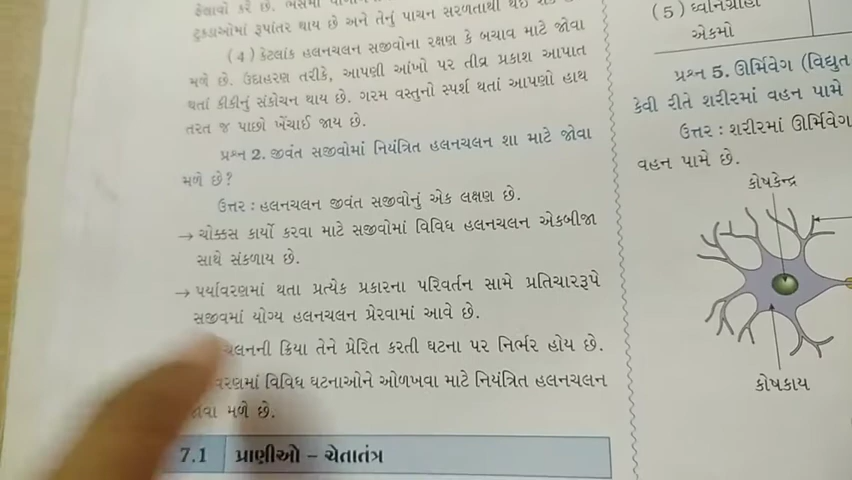 ટુકડાઓમાં રૂપાંતર થાય છે અને તેનું પાચન સરળતાથી થઈ
(4) કેટલાંક હલનચલન સજીવોના રક્ષણ કે બચાવ માટે જોવા
મળે છે. ઉદાહરણ તરીકે, આપણી આંખો પર તીવ્ર પ્રકાશ આપાત
થતાં કીકીનું સંકોચન થાય છે. ગરમ વસ્તુનો સ્પર્શ થતાં આપણો હાથ
તરત જ પાછો ખેંચાઈ જાય છે.
પ્રશ્ન 2. જીવંત સજીવોમાં નિયંત્રિત હલનચલન શા માટે જોવા
મળે છે?
ઉત્તર : હલનચલન જીવંત સજીવોનું એક લક્ષણ છે.
→ ચોક્કસ કાર્યો કરવા માટે સજીવોમાં વિવિધ હલનચલન એકબીજા
સાથે સંકળાય છે.
→ પર્યાવરણમાં થતા પ્રત્યેક પ્રકારના પરિવર્તન સામે પ્રતિચારરૂપે
સજીવમાં યોગ્ય હલનચલન પ્રેરવામાં આવે છે.
ચલનની ક્રિયા તેને પ્રેરિત કરતી ઘટના પર નિર્ભર હોય છે.
વરણમાં વિવિધ ઘટનાઓને ઓળખવા માટે નિયંત્રિત હલનચલન
મળે છે.
7.1 પ્રાણીઓ – ચેતાતંત્ર
(5) ધ્વનિગ્રાહી
એકમો
પ્રશ્ન 5. ઊર્મિવેગ (વિદ્યુત
કેવી રીતે શરીરમાં વહન પામે
ઉત્તર : શરીરમાં ઊર્મિવેગ
વહન પામે છે.
કોષકેન્દ્ર
કોષકાય